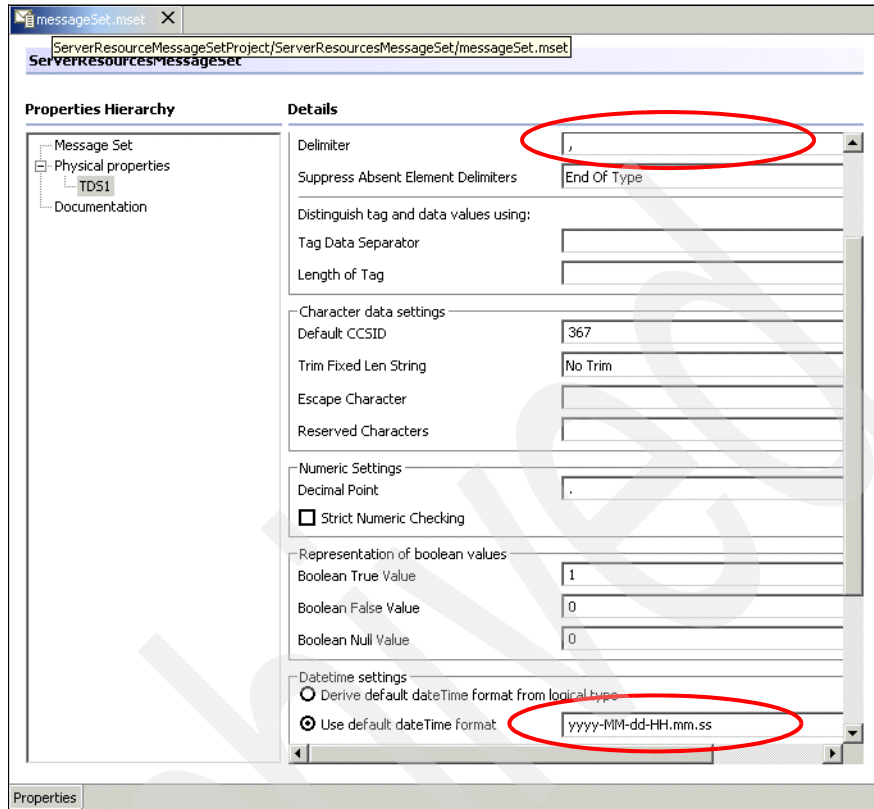 messageSet.mset
ServerResourceMessageSetProject/ServerResourcesMessageSet/messageSet.mset
ServerResourcesMessageSet
Properties Hierarchy
Details
Message Set
Physical properties
TDS1
Documentation
Delimiter ,
Suppress Absent Element Delimiters End Of Type
Distinguish tag and data values using:
Tag Data Separator
Length of Tag
Character data settings
Default CCSID 367
Trim Fixed Len String No Trim
Escape Character
Reserved Characters
Numeric Settings
Decimal Point .
Strict Numeric Checking
Representation of boolean values
Boolean True Value 1
Boolean False Value 0
Boolean Null Value 0
Datetime settings
Derive default dateTime format from logical type
Use default dateTime format yyyy-MM-dd-HH.mm.ss
Properties